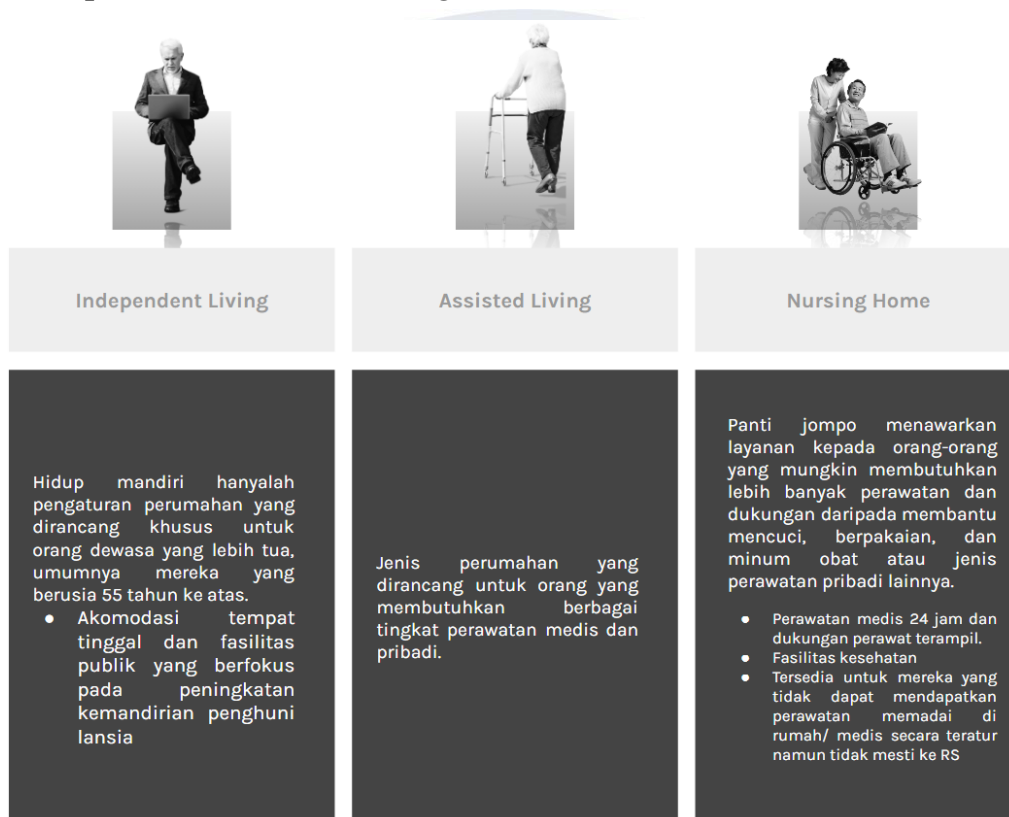 Independent Living
Assisted Living
Nursing Home
Hidup mandiri hanyalah
pengaturan perumahan yang
dirancang khusus untuk
orang dewasa yang lebih tua,
umumnya mereka yang
berusia 55 tahun ke atas.
● Akomodasi tempat
tinggal dan fasilitas
publik yang berfokus
pada peningkatan
kemandirian penghuni
lansia
Jenis perumahan yang
dirancang untuk orang yang
membutuhkan berbagai
tingkat perawatan medis dan
pribadi.
Panti jompo menawarkan
layanan kepada orang-orang
yang mungkin membutuhkan
lebih banyak perawatan dan
dukungan daripada membantu
mencuci, berpakaian, dan
minum obat atau jenis
perawatan pribadi lainnya.
● Perawatan medis 24 jam dan
dukungan perawat terampil.
● Fasilitas kesehatan
● Tersedia untuk mereka yang
tidak dapat mendapatkan
perawatan memadai di
rumah/ medis secara teratur
namun tidak mesti ke RS